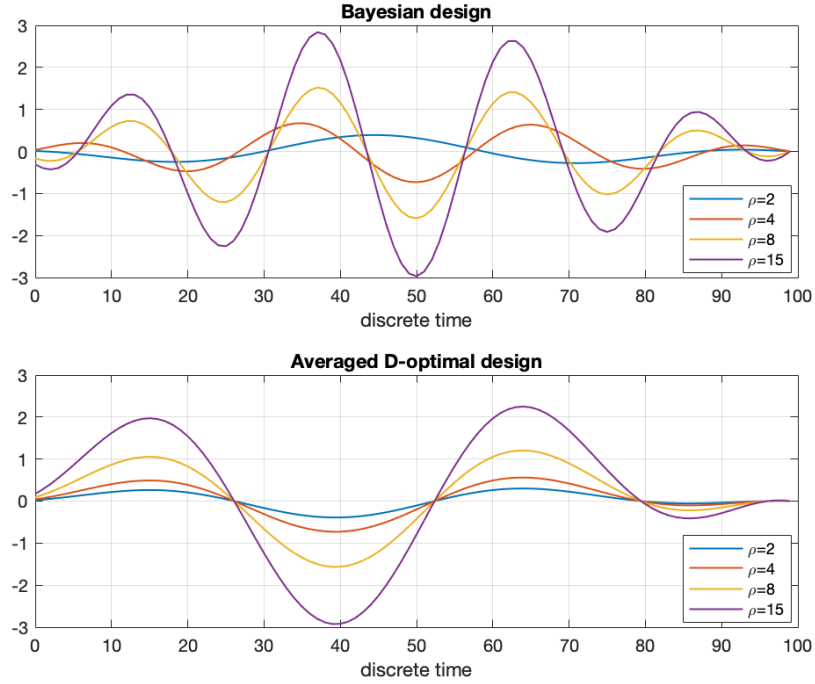 Bayesian design
3
2
1
0
-1
-2
-3
ρ=2
ρ=4
ρ=8
ρ=15
0 10 20 30 40 50 60 70 80 90 100
discrete time
Averaged D-optimal design
3
2
1
0
-1
-2
-3
ρ=2
ρ=4
ρ=8
ρ=15
0 10 20 30 40 50 60 70 80 90 100
discrete time